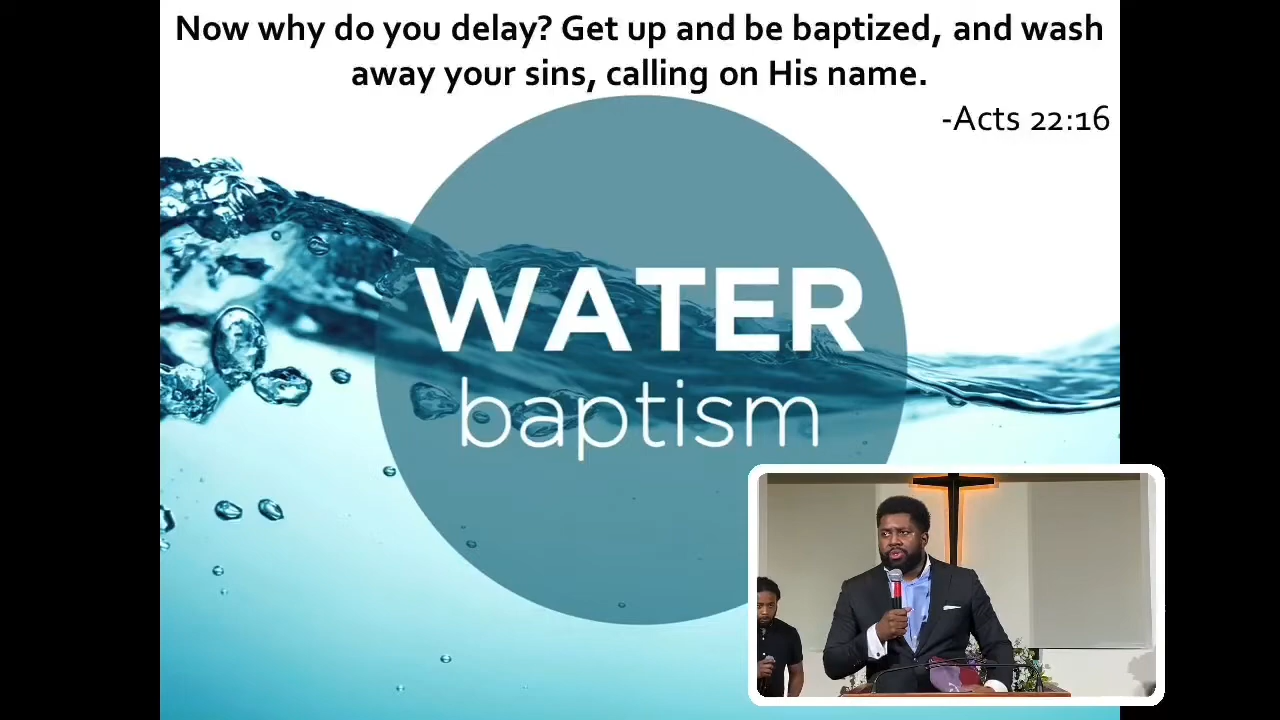 Now why do you delay? Get up and be baptized, and wash
away your sins, calling on His name.
-Acts 22:16
WATER
baptism